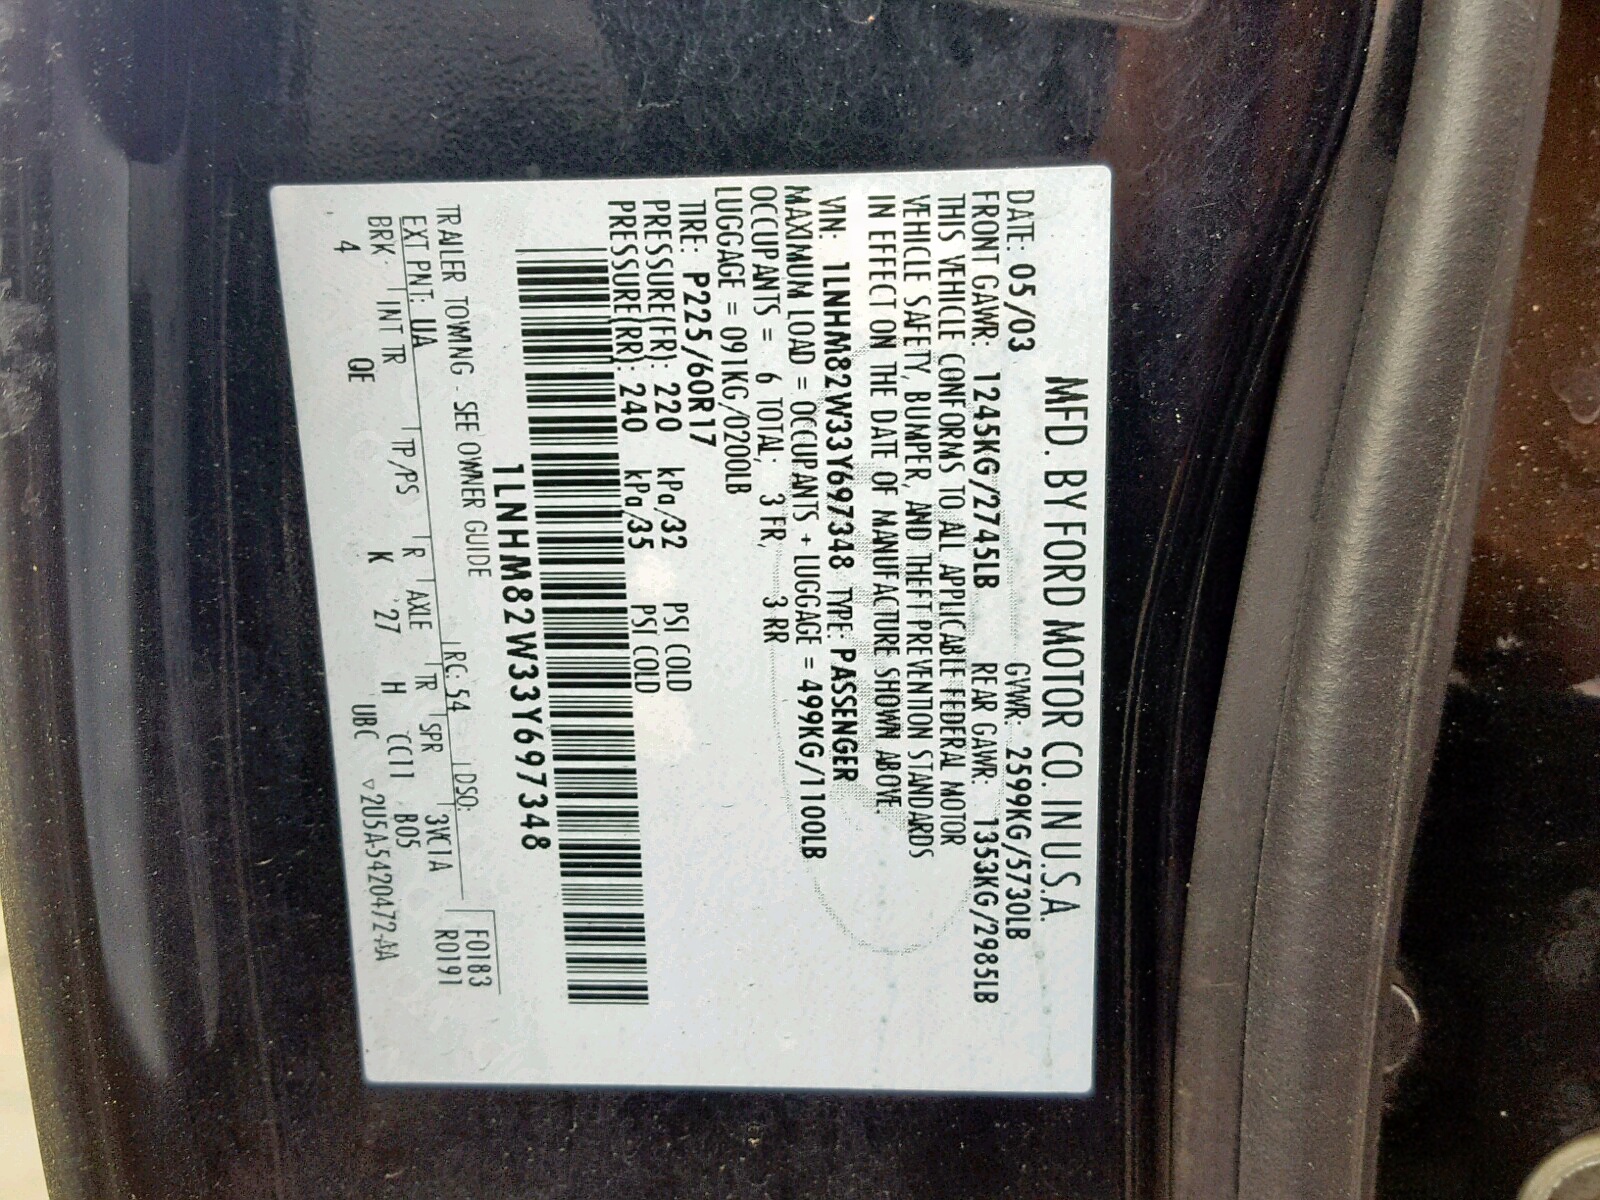 MFD. BY FORD MOTOR CO. IN U.S.A.
DATE: 05/03 GVWR: 2599KG/5730LB
FRONT GAWR: 1245KG/2745LB REAR GAWR: 1353KG/2985LB
THIS VEHICLE CONFORMS TO ALL APPLICABLE FEDERAL MOTOR
VEHICLE SAFETY, BUMPER, AND THEFT PREVENTION STANDARDS
IN EFFECT ON THE DATE OF MANUFACTURE SHOWN ABOVE.
VIN: 1LNHM82W33Y697348 TYPE: PASSENGER
MAXIMUM LOAD = OCCUPANTS + LUGGAGE = 499KG/1100LB
OCCUPANTS = 6 TOTAL, 3 FR, 3 RR
LUGGAGE = 091KG/0200LB
TIRE: P225/60R17
PRESSURE(FR): 220 kPa/32 PSI COLD
PRESSURE(RR): 240 kPa/35 PSI COLD
1LNHM82W33Y697348
TRAILER TOWING - SEE OWNER GUIDE
F0183
EXT PNT: UA RC: 54 DSO: R0191
BRK INT TR TP/PS R AXLE TR SPR 3VC1A
4 QE K 27 H CC11 B05
UBC ▽2U5A5420472-AA